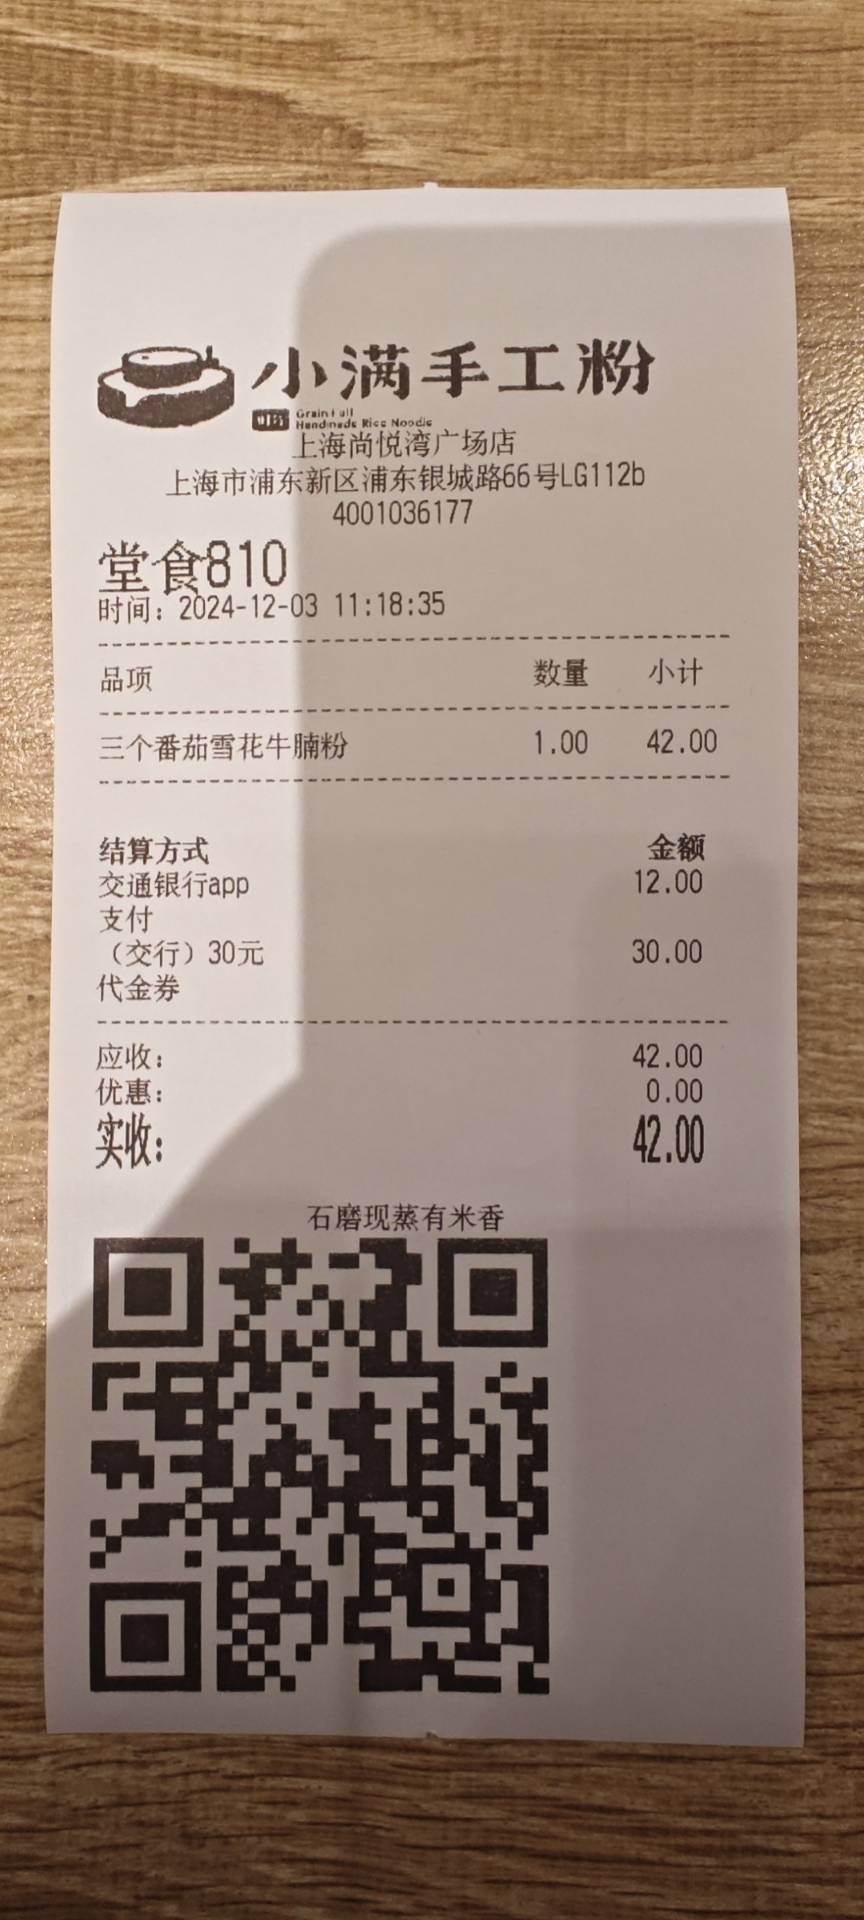 小满手工粉
Grain Full
Handmade Rice Noodle
上海尚悦湾广场店
上海市浦东新区浦东银城路66号LG112b
4001036177
堂食810
时间：2024-12-03 11:18:35
品项 数量 小计
三个番茄雪花牛腩粉 1.00 42.00
结算方式 金额
交通银行app 12.00
支付
（交行）30元 30.00
代金券
应收： 42.00
优惠： 0.00
实收： 42.00
石磨现蒸有米香